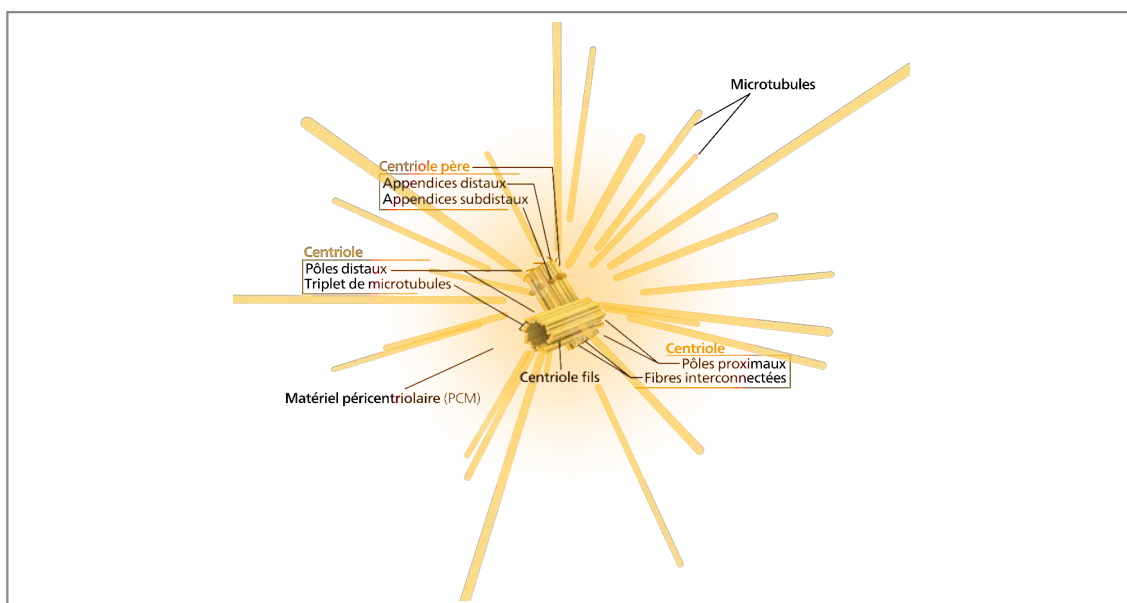 Microtubules
Centriole père
Appendices distaux
Appendices subdistaux
Centriole
Pôles distaux
Triplet de microtubules
Centriole
Pôles proximaux
Fibres interconnectées
Centriole fils
Matériel péricentriolaire (PCM)